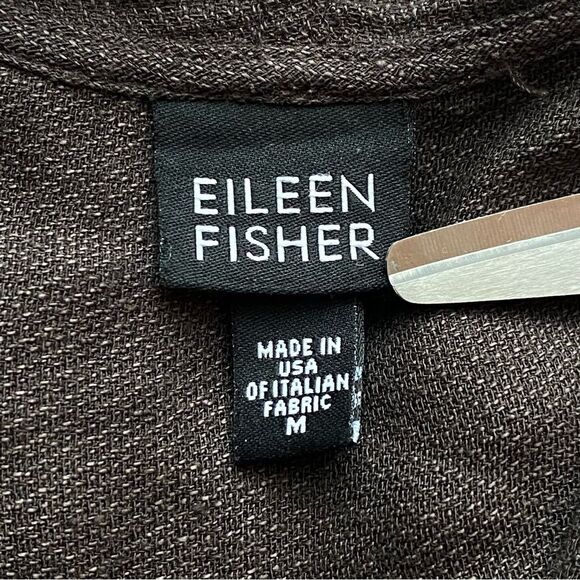 EILEEN
FISHER
MADE IN
USA
OF ITALIAN
FABRIC
M